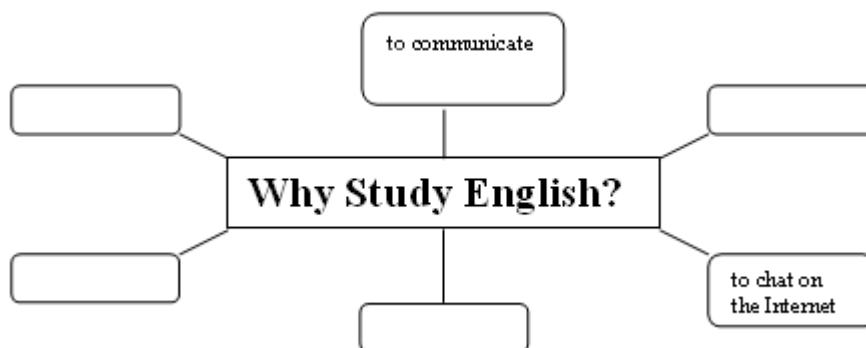 to communicate
Why Study English?
to chat on
the Internet